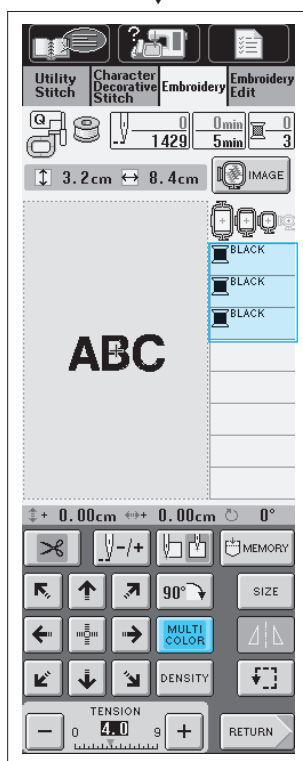 Utility Stitch
Character Decorative Stitch
Embroidery
Embroidery Edit
Q
0 0min 0
1429 5min 3
3.2cm 8.4cm IMAGE
BLACK
BLACK
BLACK
ABC
+ 0.00cm + 0.00cm 0°
-/+ MEMORY
90° SIZE
MULTI COLOR
DENSITY
TENSION
- 0 4.0 9 + RETURN